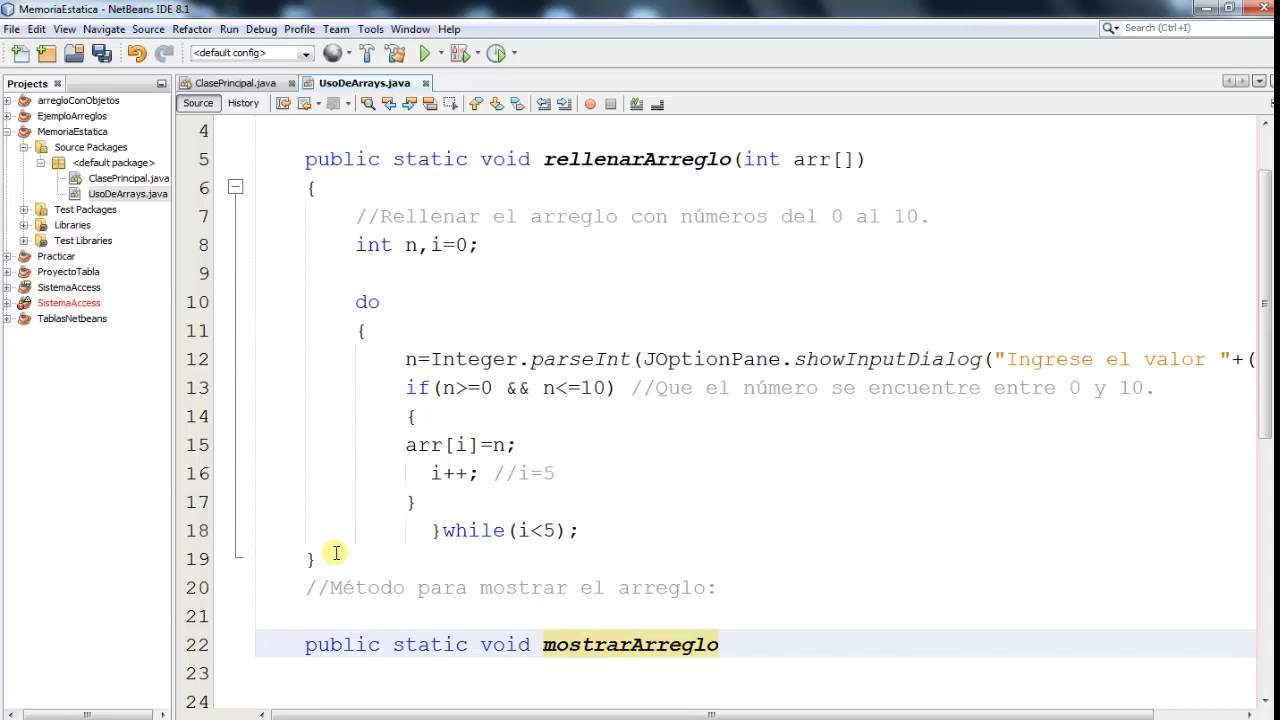 MemoriaEstatica - NetBeans IDE 8.1
File Edit View Navigate Source Refactor Run Debug Profile Team Tools Window Help
Search (Ctrl+I)
<default config>
Projects
ClasePrincipal.java
UsoDeArrays.java
Source History
arregloConObjetos
EjemploArreglos
MemoriaEstatica
Source Packages
<default package>
ClasePrincipal.java
UsoDeArrays.java
Test Packages
Libraries
Test Libraries
Practicar
ProyectoTabla
SistemaAccess
SistemaAccess
TablasNetbeans
4
5 public static void rellenarArreglo(int arr[])
6 {
7 //Rellenar el arreglo con números del 0 al 10.
8 int n,i=0;
9
10 do
11 {
12 n=Integer.parseInt(JOptionPane.showInputDialog("Ingrese el valor "+(
13 if(n>=0 && n<=10) //Que el número se encuentre entre 0 y 10.
14 {
15 arr[i]=n;
16 i++; //i=5
17 }
18 }while(i<5);
19 }
20 //Método para mostrar el arreglo:
21
22 public static void mostrarArreglo
23
24